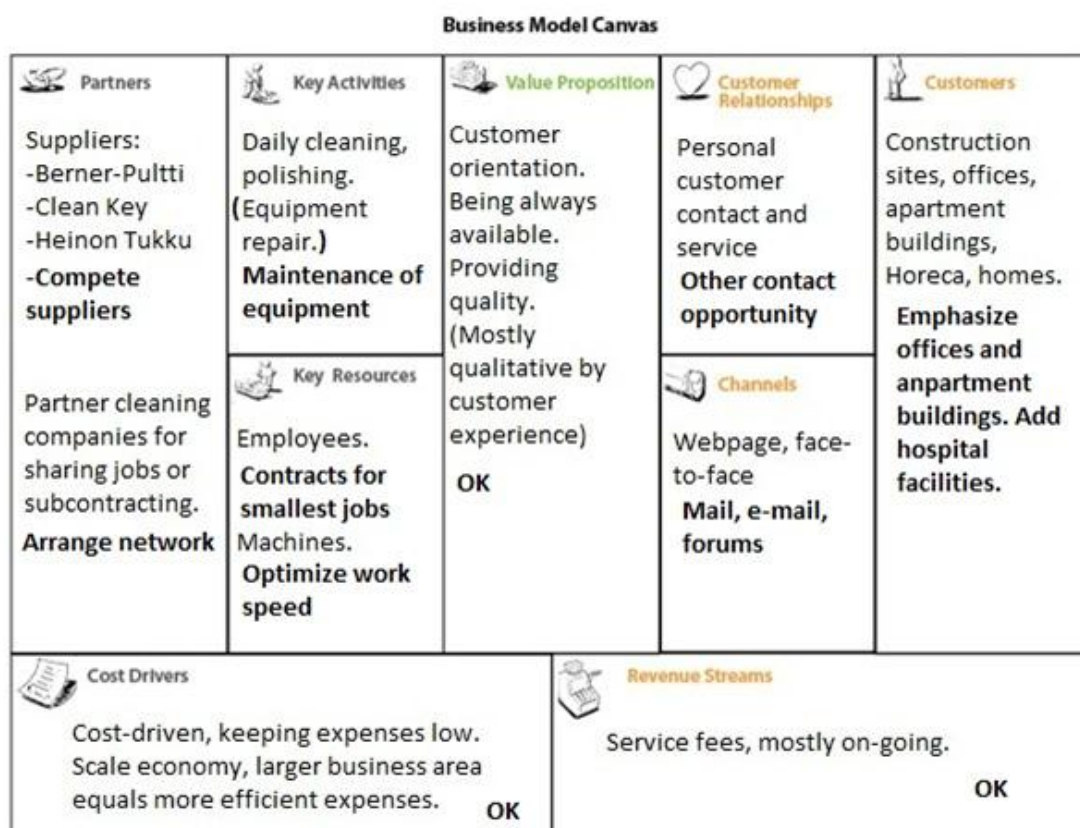 Business Model Canvas
Partners
Suppliers:
-Berner-Pultti
-Clean Key
-Heinon Tukku
-Compete
suppliers
Partner cleaning
companies for
sharing jobs or
subcontracting.
Arrange network
Key Activities
Daily cleaning,
polishing.
(Equipment
repair.)
Maintenance of
equipment
Key Resources
Employees.
Contracts for
smallest jobs
Machines.
Optimize work
speed
Value Proposition
Customer
orientation.
Being always
available.
Providing
quality.
(Mostly
qualitative by
customer
experience)
OK
Customer
Relationships
Personal
customer
contact and
service
Other contact
opportunity
Channels
Webpage, face-
to-face
Mail, e-mail,
forums
Customers
Construction
sites, offices,
apartment
buildings,
Horeca, homes.
Emphasize
offices and
anpartment
buildings. Add
hospital
facilities.
Cost Drivers
Cost-driven, keeping expenses low.
Scale economy, larger business area
equals more efficient expenses.
OK
Revenue Streams
Service fees, mostly on-going.
OK